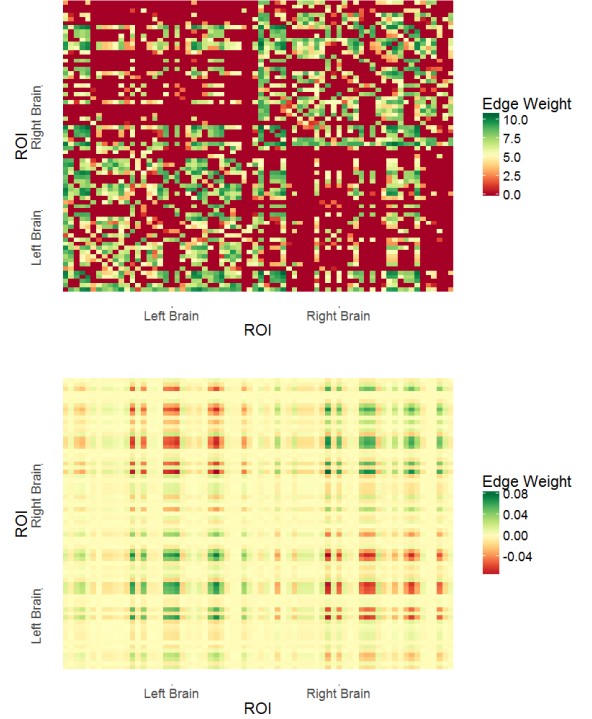 Edge Weight
10.0
7.5
5.0
2.5
0.0
ROI
Right Brain
Left Brain
Left Brain
Right Brain
ROI
Edge Weight
0.08
0.04
0.00
-0.04
ROI
Right Brain
Left Brain
Left Brain
Right Brain
ROI